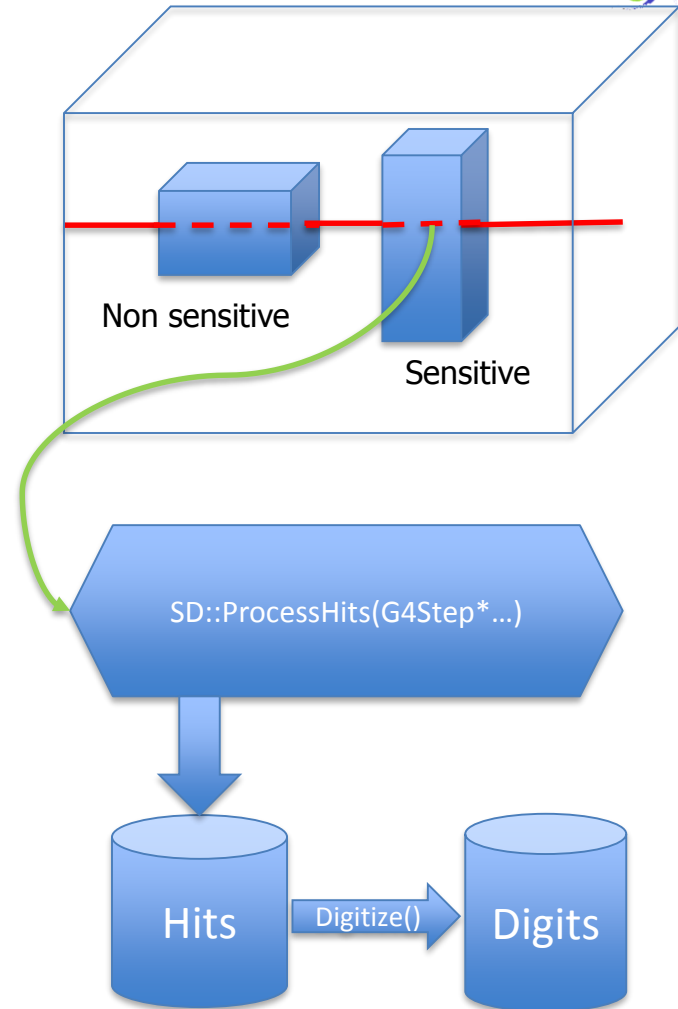 Non sensitive
Sensitive
SD::ProcessHits(G4Step*…)
Hits
Digitize()
Digits